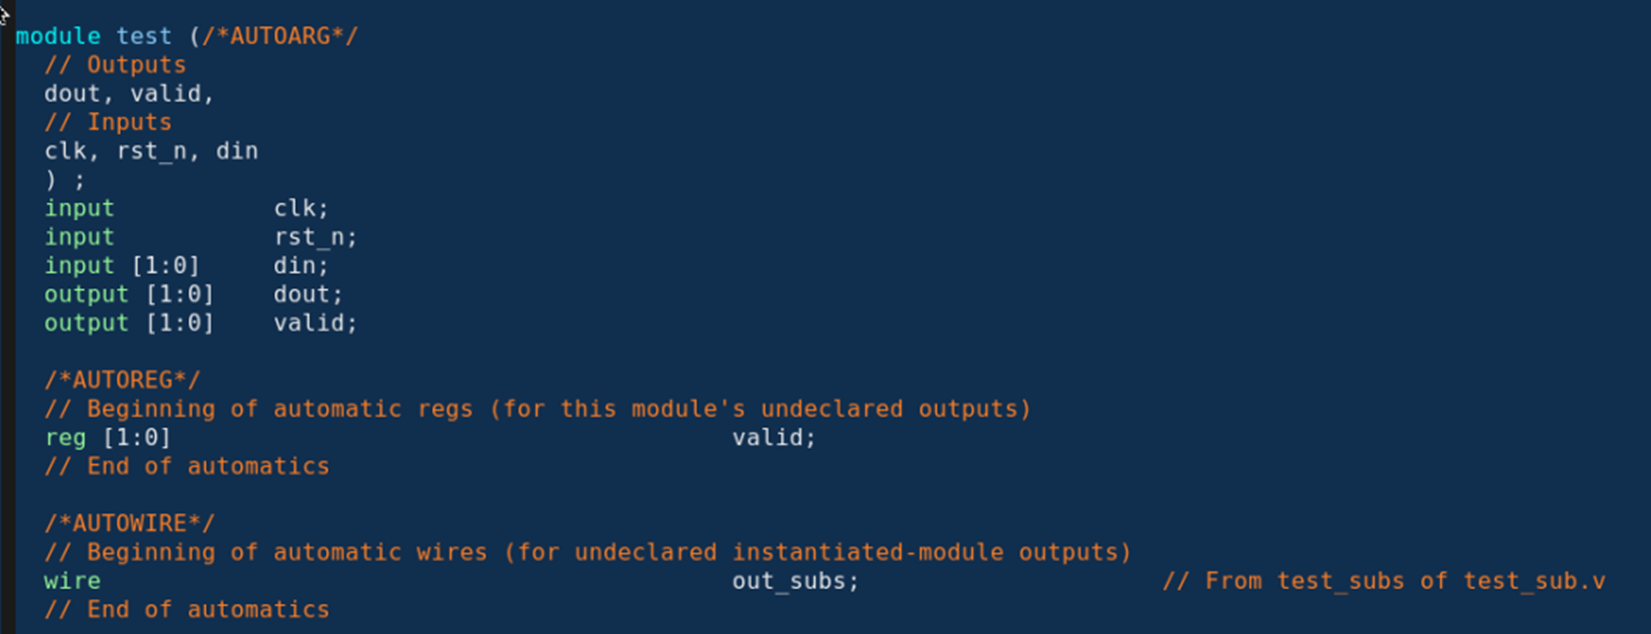 module test (/*AUTOARG*/
// Outputs
dout, valid,
// Inputs
clk, rst_n, din
) ;
input clk;
input rst_n;
input [1:0] din;
output [1:0] dout;
output [1:0] valid;
/*AUTOREG*/
// Beginning of automatic regs (for this module's undeclared outputs)
reg [1:0] valid;
// End of automatics
/*AUTOWIRE*/
// Beginning of automatic wires (for undeclared instantiated-module outputs)
wire out_subs; // From test_subs of test_sub.v
// End of automatics